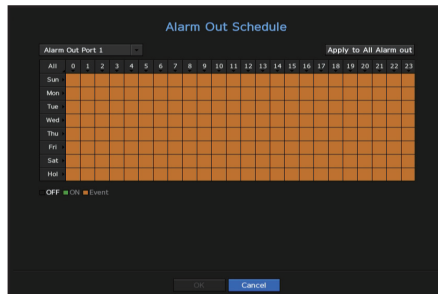 Alarm Out Schedule
Alarm Out Port 1 Apply to All Alarm out
All 0 1 2 3 4 5 6 7 8 9 10 11 12 13 14 15 16 17 18 19 20 21 22 23
Sun
Mon
Tue
Wed
Thu
Fri
Sat
Hol
OFF ON Event
OK Cancel